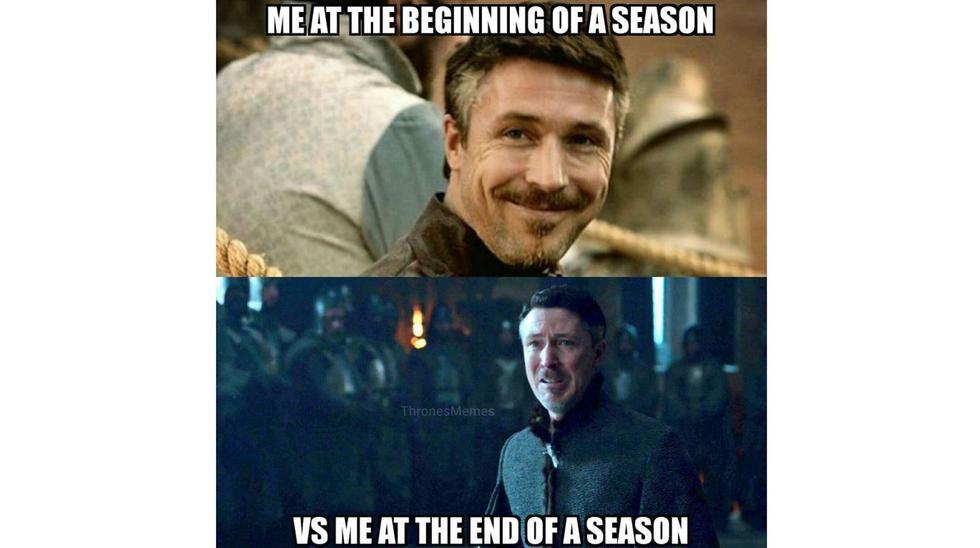 ME AT THE BEGINNING OF A SEASON
ThronesMemes
VS ME AT THE END OF A SEASON